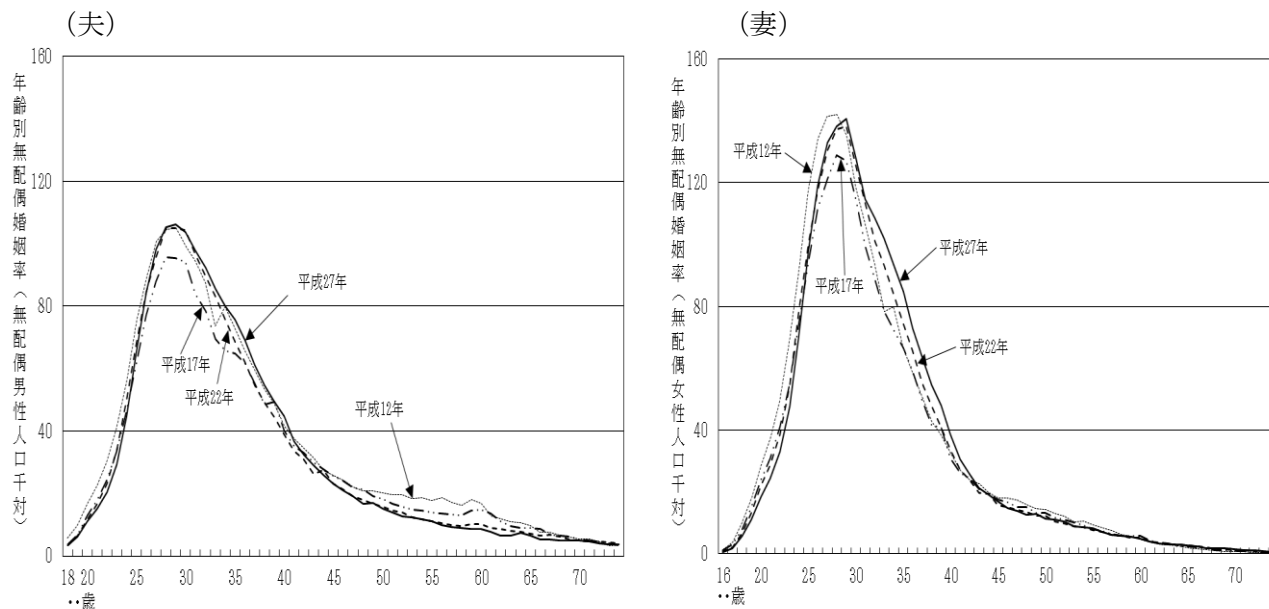 (夫)
160
120
80
40
0
年齢別無配偶婚姻率(無配偶男性人口千対)
平成27年
平成17年
平成22年
平成12年
18 20 25 30 35 40 45 50 55 60 65 70
・・歳
(妻)
160
120
80
40
0
年齢別無配偶婚姻率(無配偶女性人口千対)
平成12年
平成27年
平成17年
平成22年
16 20 25 30 35 40 45 50 55 60 65 70
・・歳